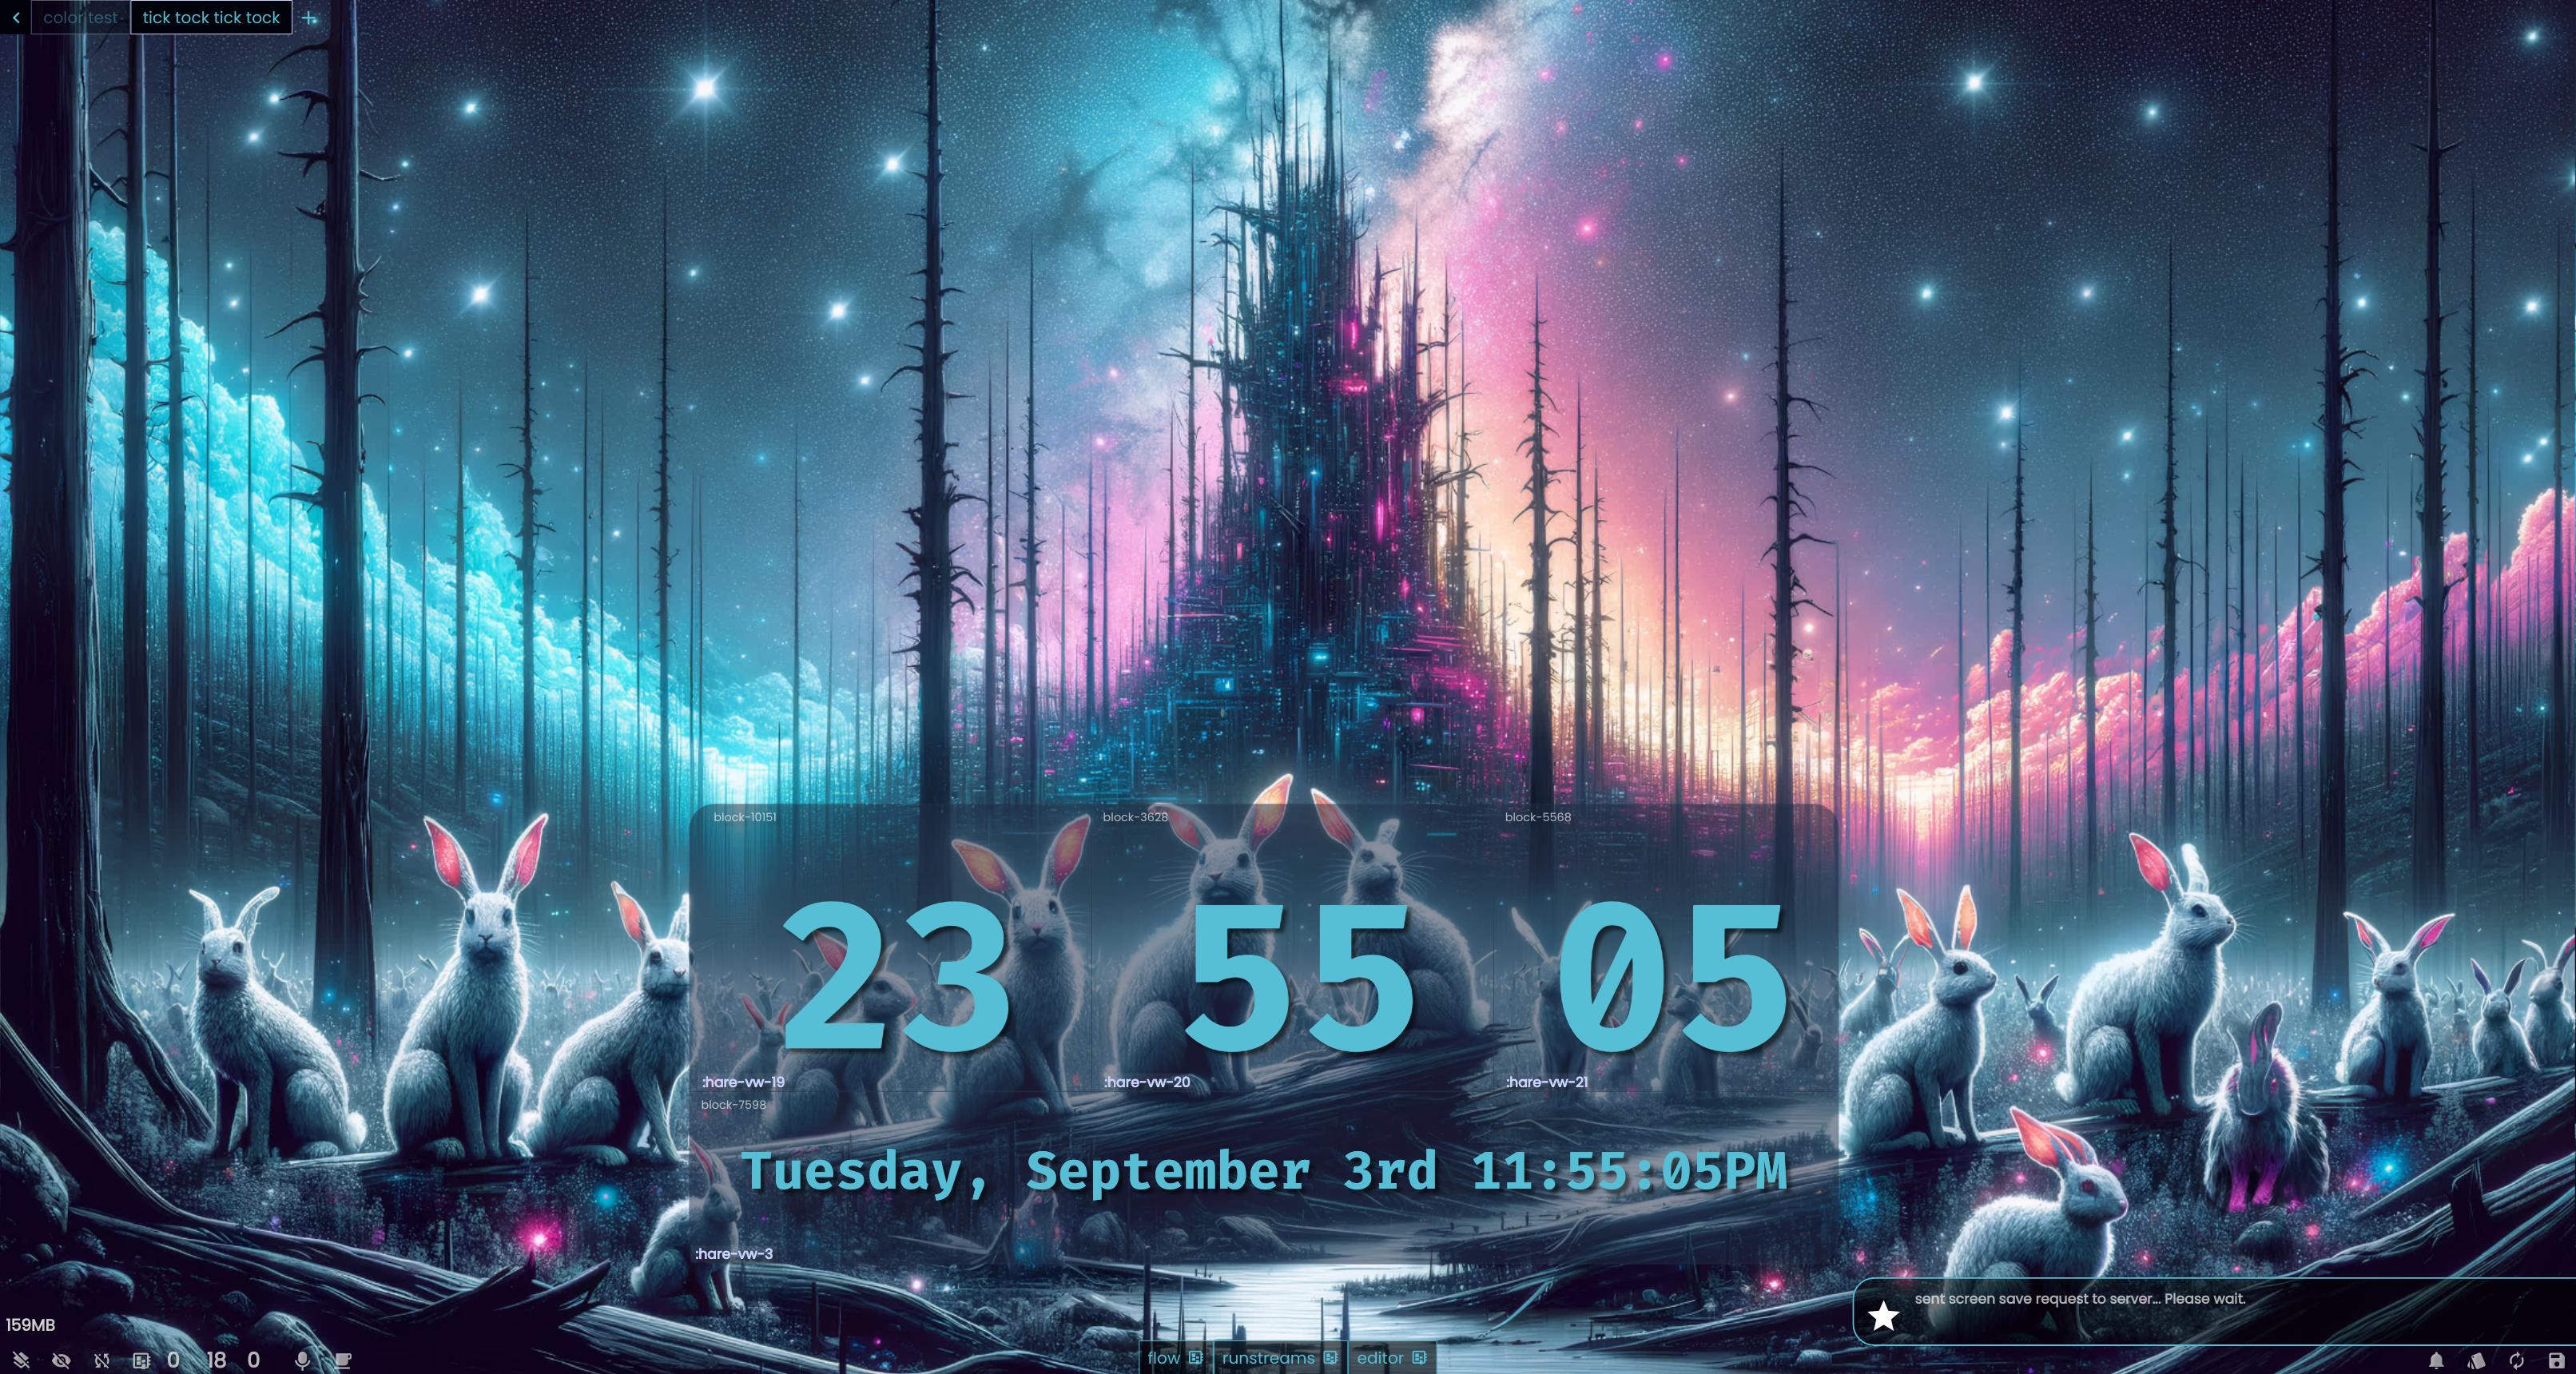 color test
tick tock tick tock
+
block-10151
block-3628
block-5568
23 55 05
:hare-vw-19
:hare-vw-20
:hare-vw-21
block-7598
Tuesday, September 3rd 11:55:05PM
:hare-vw-3
sent screen save request to server... Please wait.
159MB
0 18 0
flow
runstreams
editor